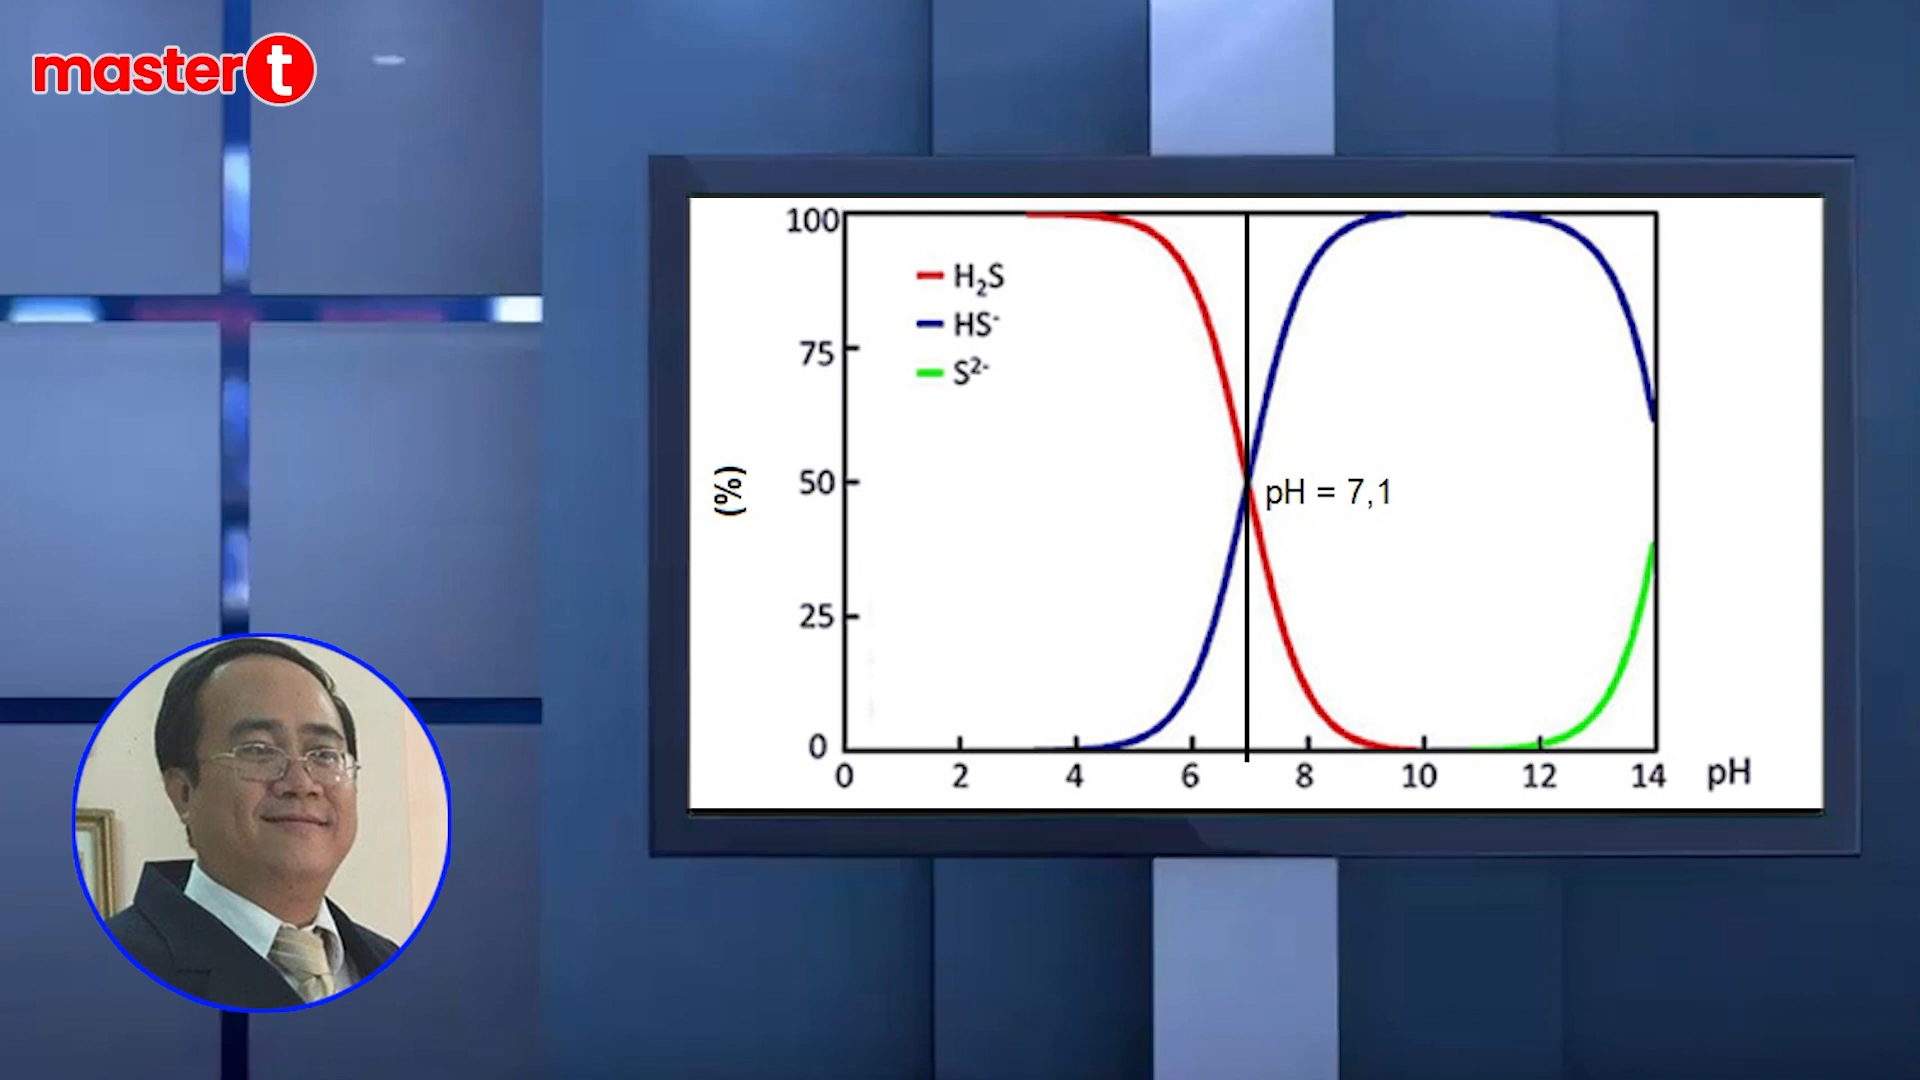 mastert
100
H₂S
HS⁻
75
S²⁻
(%)
50
pH = 7,1
25
0
0 2 4 6 8 10 12 14 pH